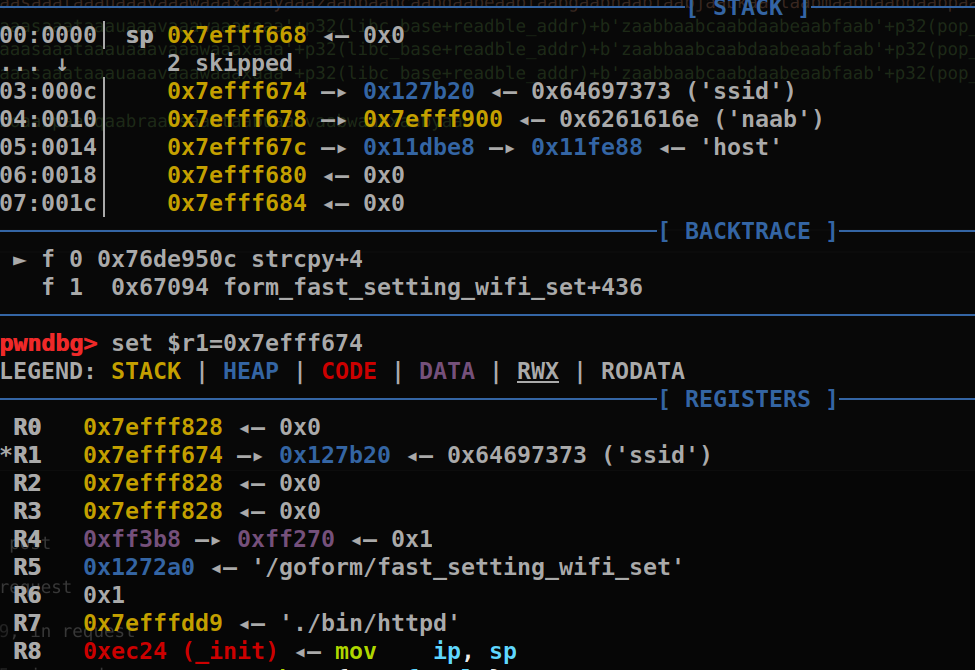 [ STACK ]
00:0000│ sp 0x7efff668 ◂— 0x0
... ↓ 2 skipped
03:000c│ 0x7efff674 —▸ 0x127b20 ◂— 0x64697373 ('ssid')
04:0010│ 0x7efff678 —▸ 0x7efff900 ◂— 0x6261616e ('naab')
05:0014│ 0x7efff67c —▸ 0x11dbe8 —▸ 0x11fe88 ◂— 'host'
06:0018│ 0x7efff680 ◂— 0x0
07:001c│ 0x7efff684 ◂— 0x0
[ BACKTRACE ]
► f 0 0x76de950c strcpy+4
f 1 0x67094 form_fast_setting_wifi_set+436
pwndbg> set $r1=0x7efff674
LEGEND: STACK | HEAP | CODE | DATA | RWX | RODATA
[ REGISTERS ]
R0 0x7efff828 ◂— 0x0
*R1 0x7efff674 —▸ 0x127b20 ◂— 0x64697373 ('ssid')
R2 0x7efff828 ◂— 0x0
R3 0x7efff828 ◂— 0x0
R4 0xff3b8 —▸ 0xff270 ◂— 0x1
R5 0x1272a0 ◂— '/goform/fast_setting_wifi_set'
R6 0x1
R7 0x7efffdd9 ◂— './bin/httpd'
R8 0xec24 (_init) ◂— mov ip, sp